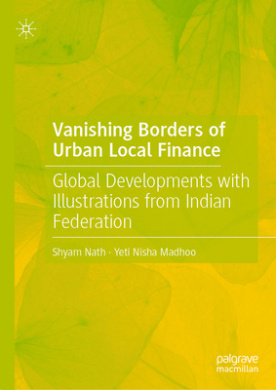 Vanishing Borders of
Urban Local Finance
Global Developments with
Illustrations from Indian
Federation
Shyam Nath · Yeti Nisha Madhoo
palgrave
macmillan